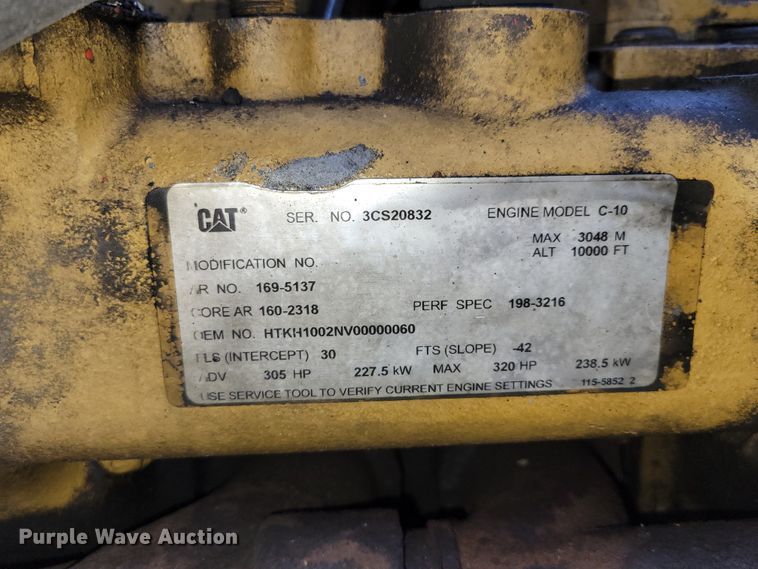 CAT® SER. NO. 3CS20832 ENGINE MODEL C-10
MAX 3048 M
ALT 10000 FT
MODIFICATION NO.
AR NO. 169-5137
CORE AR 160-2318 PERF SPEC 198-3216
OEM NO. HTKH1002NV00000060
FLS (INTERCEPT) 30 FTS (SLOPE) -42
ADV 305 HP 227.5 kW MAX 320 HP 238.5 kW
USE SERVICE TOOL TO VERIFY CURRENT ENGINE SETTINGS 115-5852 2
Purple Wave Auction